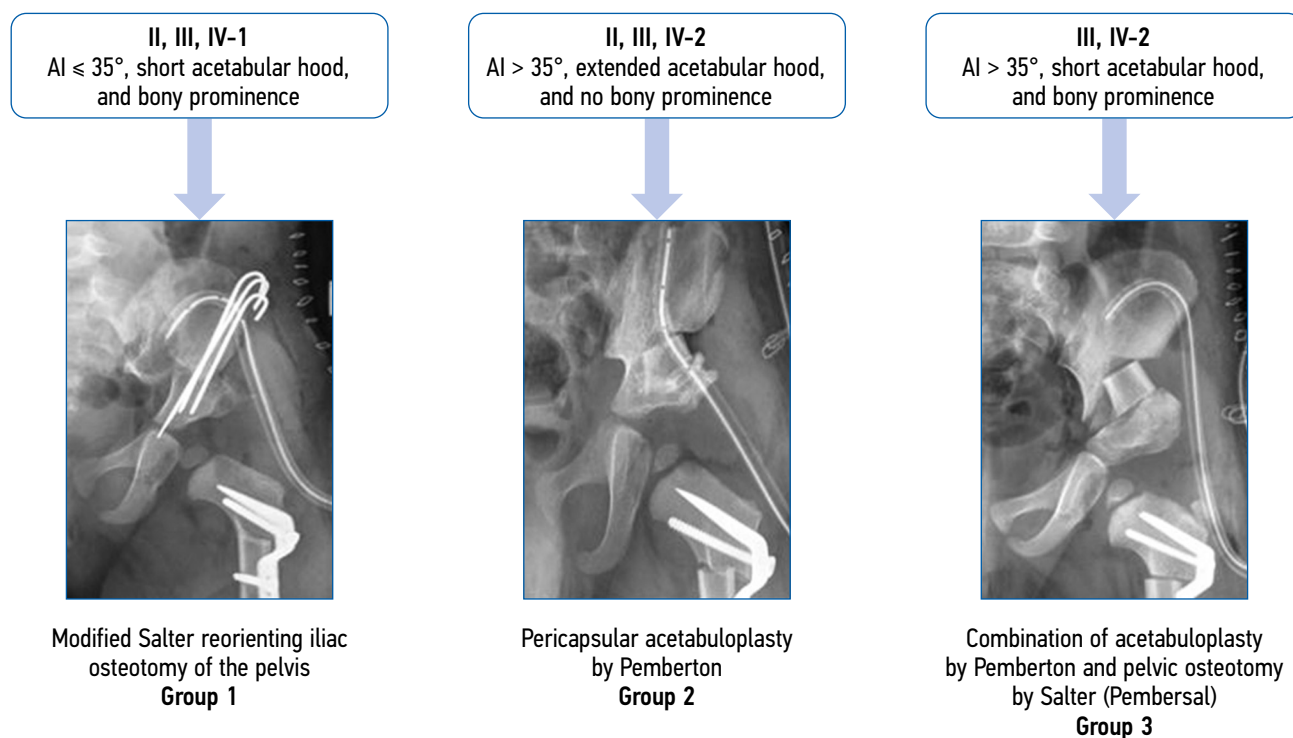 II, III, IV-1
AI ⩽ 35°, short acetabular hood,
and bony prominence
II, III, IV-2
AI > 35°, extended acetabular hood,
and no bony prominence
III, IV-2
AI > 35°, short acetabular hood,
and bony prominence
Modified Salter reorienting iliac
osteotomy of the pelvis
Group 1
Pericapsular acetabuloplasty
by Pemberton
Group 2
Combination of acetabuloplasty
by Pemberton and pelvic osteotomy
by Salter (Pembersal)
Group 3